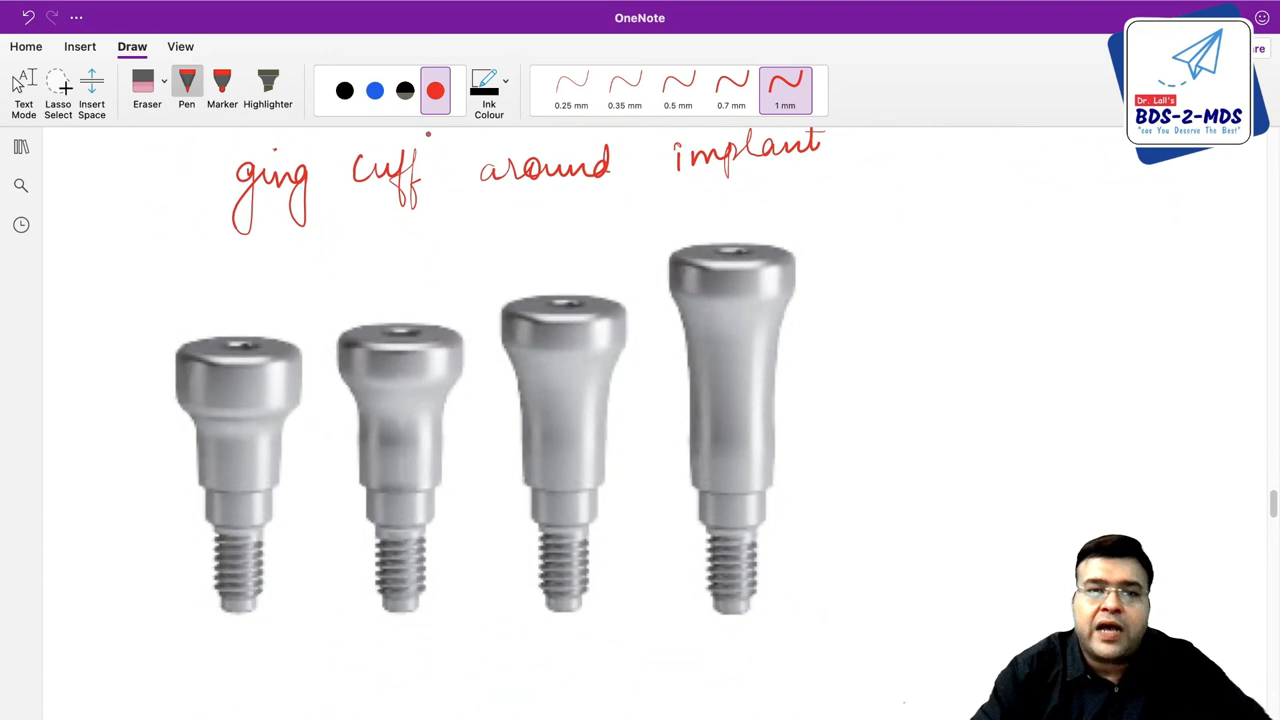 OneNote
Home Insert Draw View
Text Mode
Lasso Select
Insert Space
Eraser
Pen
Marker
Highlighter
Ink Colour
0.25 mm
0.35 mm
0.5 mm
0.7 mm
1 mm
Dr. Lall's
BDS-2-MDS
"cos You Deserve The Best"
ging cuff around implant